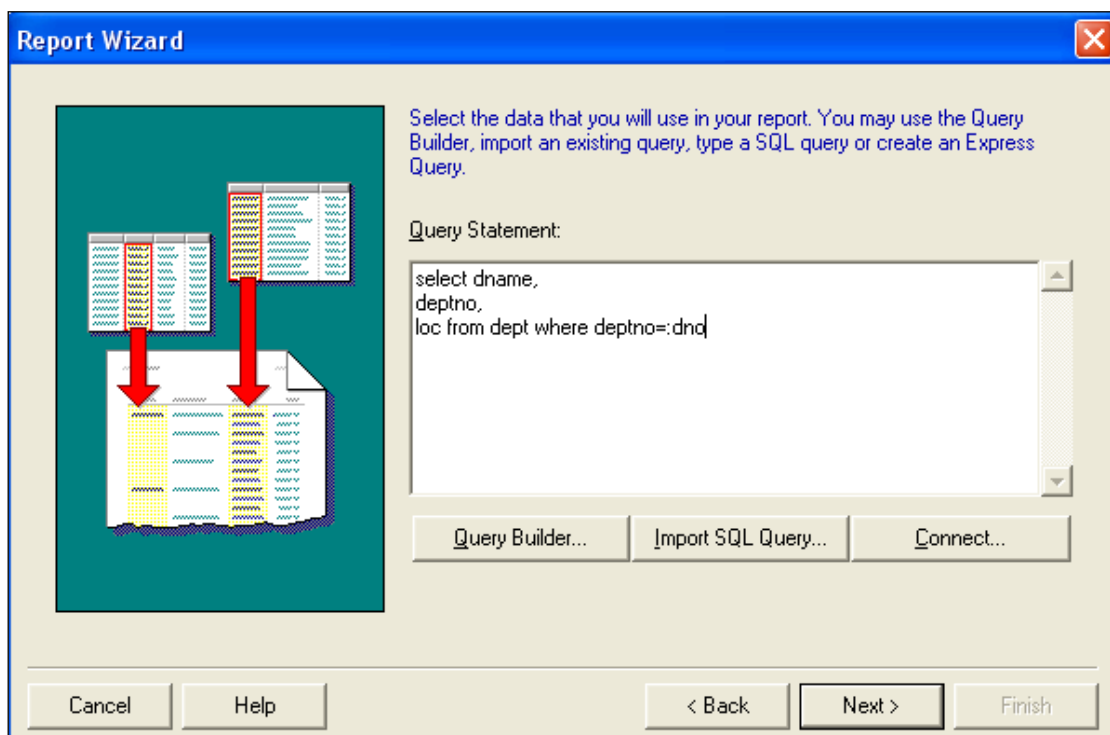 Report Wizard
Select the data that you will use in your report. You may use the Query
Builder, import an existing query, type a SQL query or create an Express
Query.
Query Statement:
select dname,
deptno,
loc from dept where deptno=:dno
Query Builder... Import SQL Query... Connect...
Cancel Help < Back Next > Finish